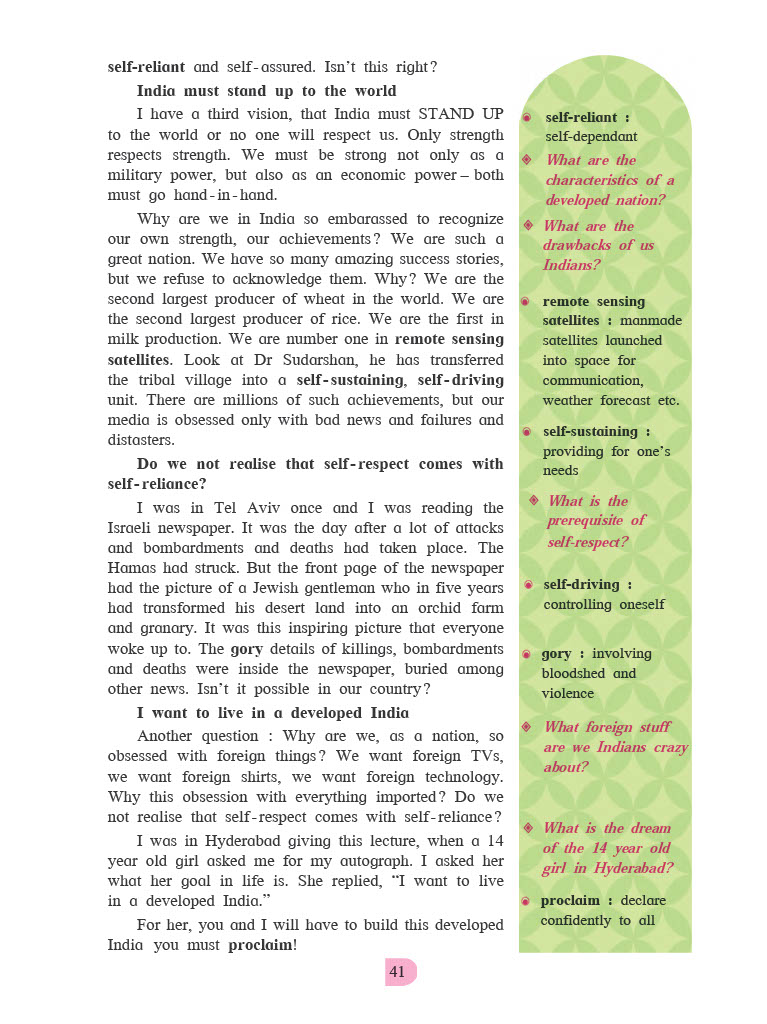 self-reliant and self-assured. Isn't this right?
India must stand up to the world
I have a third vision, that India must STAND UP
to the world or no one will respect us. Only strength
respects strength. We must be strong not only as a
military power, but also as an economic power – both
must go hand-in-hand.
Why are we in India so embarassed to recognize
our own strength, our achievements? We are such a
great nation. We have so many amazing success stories,
but we refuse to acknowledge them. Why? We are the
second largest producer of wheat in the world. We are
the second largest producer of rice. We are the first in
milk production. We are number one in remote sensing
satellites. Look at Dr Sudarshan, he has transferred
the tribal village into a self-sustaining, self-driving
unit. There are millions of such achievements, but our
media is obsessed only with bad news and failures and
distasters.
Do we not realise that self-respect comes with
self-reliance?
I was in Tel Aviv once and I was reading the
Israeli newspaper. It was the day after a lot of attacks
and bombardments and deaths had taken place. The
Hamas had struck. But the front page of the newspaper
had the picture of a Jewish gentleman who in five years
had transformed his desert land into an orchid farm
and granary. It was this inspiring picture that everyone
woke up to. The gory details of killings, bombardments
and deaths were inside the newspaper, buried among
other news. Isn't it possible in our country?
I want to live in a developed India
Another question : Why are we, as a nation, so
obsessed with foreign things? We want foreign TVs,
we want foreign shirts, we want foreign technology.
Why this obsession with everything imported? Do we
not realise that self-respect comes with self-reliance?
I was in Hyderabad giving this lecture, when a 14
year old girl asked me for my autograph. I asked her
what her goal in life is. She replied, “I want to live
in a developed India.”
For her, you and I will have to build this developed
India you must proclaim!
self-reliant :
self-dependant
What are the
characteristics of a
developed nation?
What are the
drawbacks of us
Indians?
remote sensing
satellites : manmade
satellites launched
into space for
communication,
weather forecast etc.
self-sustaining :
providing for one's
needs
What is the
prerequisite of
self-respect?
self-driving :
controlling oneself
gory : involving
bloodshed and
violence
What foreign stuff
are we Indians crazy
about?
What is the dream
of the 14 year old
girl in Hyderabad?
proclaim : declare
confidently to all
41